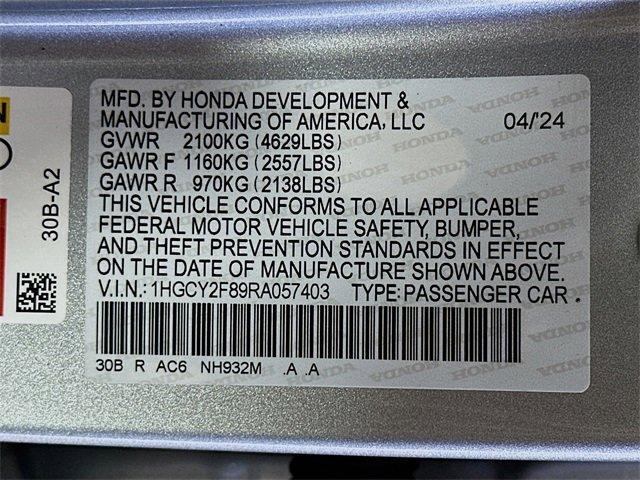 MFD. BY HONDA DEVELOPMENT &
MANUFACTURING OF AMERICA, LLC 04/'24
GVWR 2100KG (4629LBS)
GAWR F 1160KG (2557LBS)
GAWR R 970KG (2138LBS)
THIS VEHICLE CONFORMS TO ALL APPLICABLE
FEDERAL MOTOR VEHICLE SAFETY, BUMPER,
AND THEFT PREVENTION STANDARDS IN EFFECT
ON THE DATE OF MANUFACTURE SHOWN ABOVE.
V.I.N.: 1HGCY2F89RA057403 TYPE: PASSENGER CAR .
30B R AC6 NH932M .A .A
30B-A2